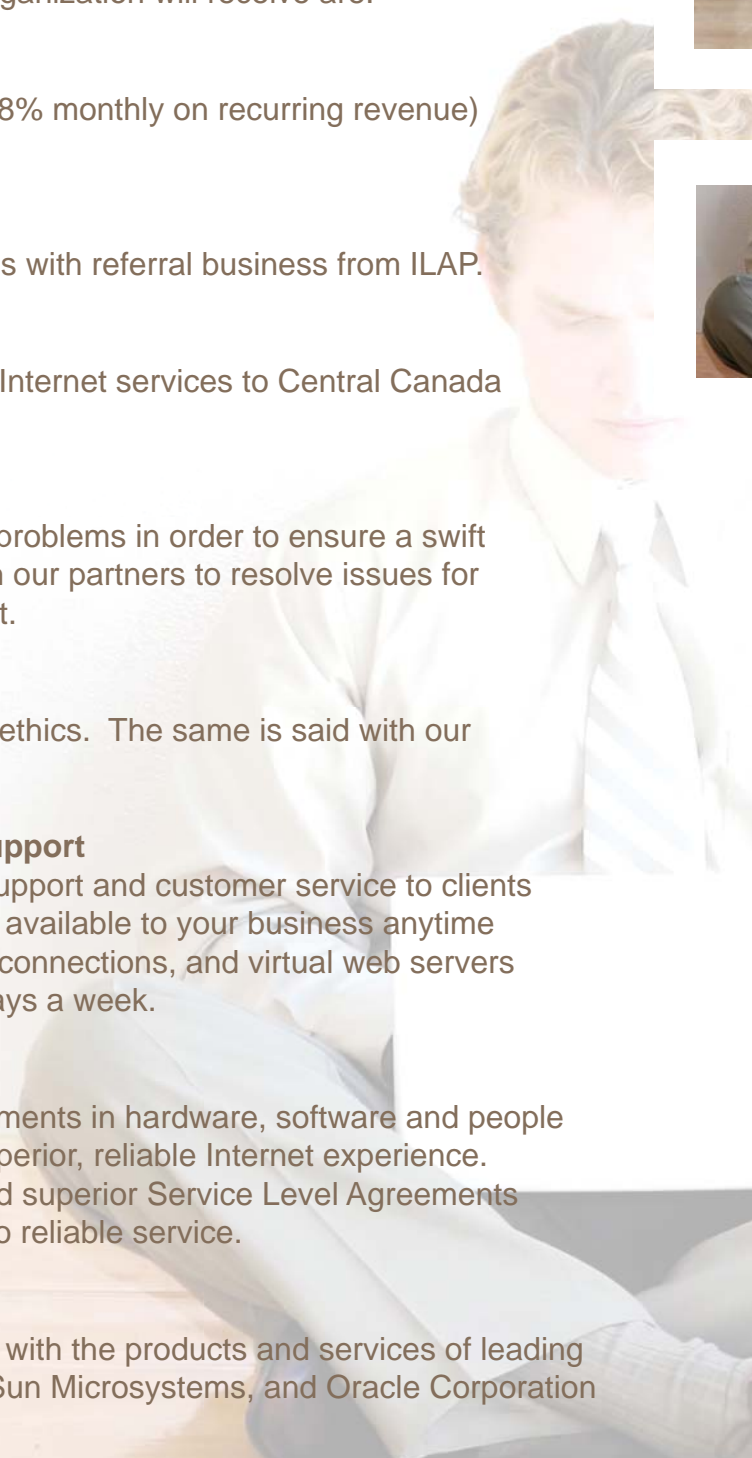 ganization will receive are:
8% monthly on recurring revenue)
s with referral business from ILAP.
Internet services to Central Canada
problems in order to ensure a swift
our partners to resolve issues for
t.
ethics.  The same is said with our
upport
upport and customer service to clients
available to your business anytime
connections, and virtual web servers
ays a week.
ments in hardware, software and people
perior, reliable Internet experience.
d superior Service Level Agreements
o reliable service.
with the products and services of leading
Sun Microsystems, and Oracle Corporation